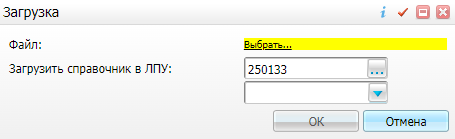 Загрузка
Файл: Выбрать...
Загрузить справочник в ЛПУ: 250133 ...
ОК Отмена